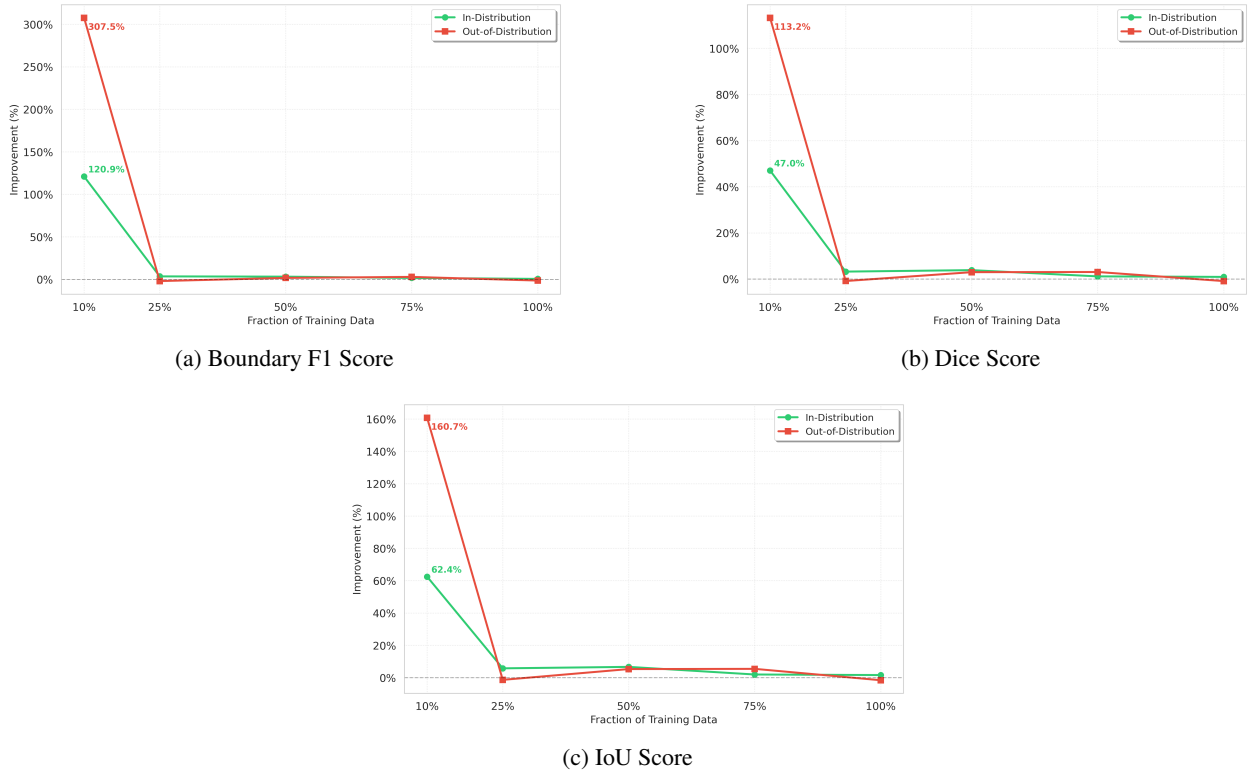 300%
250%
200%
150%
100%
50%
0%
Improvement (%)
307.5%
120.9%
In-Distribution
Out-of-Distribution
10% 25% 50% 75% 100%
Fraction of Training Data
(a) Boundary F1 Score
100%
80%
60%
40%
20%
0%
Improvement (%)
113.2%
47.0%
In-Distribution
Out-of-Distribution
10% 25% 50% 75% 100%
Fraction of Training Data
(b) Dice Score
160%
140%
120%
100%
80%
60%
40%
20%
0%
Improvement (%)
160.7%
62.4%
In-Distribution
Out-of-Distribution
10% 25% 50% 75% 100%
Fraction of Training Data
(c) IoU Score